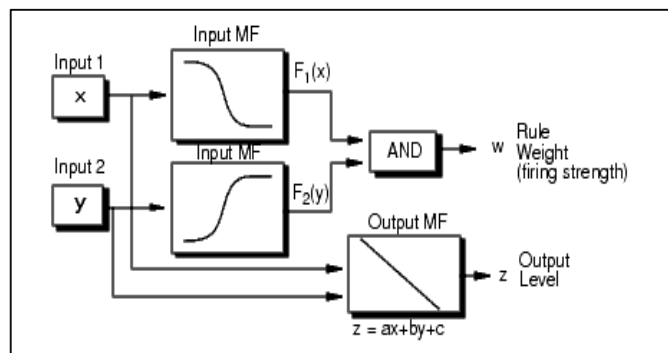 Input MF
Input 1
F1(x)
x
Input MF
Rule
AND
w
Weight
(firing strength)
Input 2
y
F2(y)
Output MF
z
Output
Level
z = ax+by+c